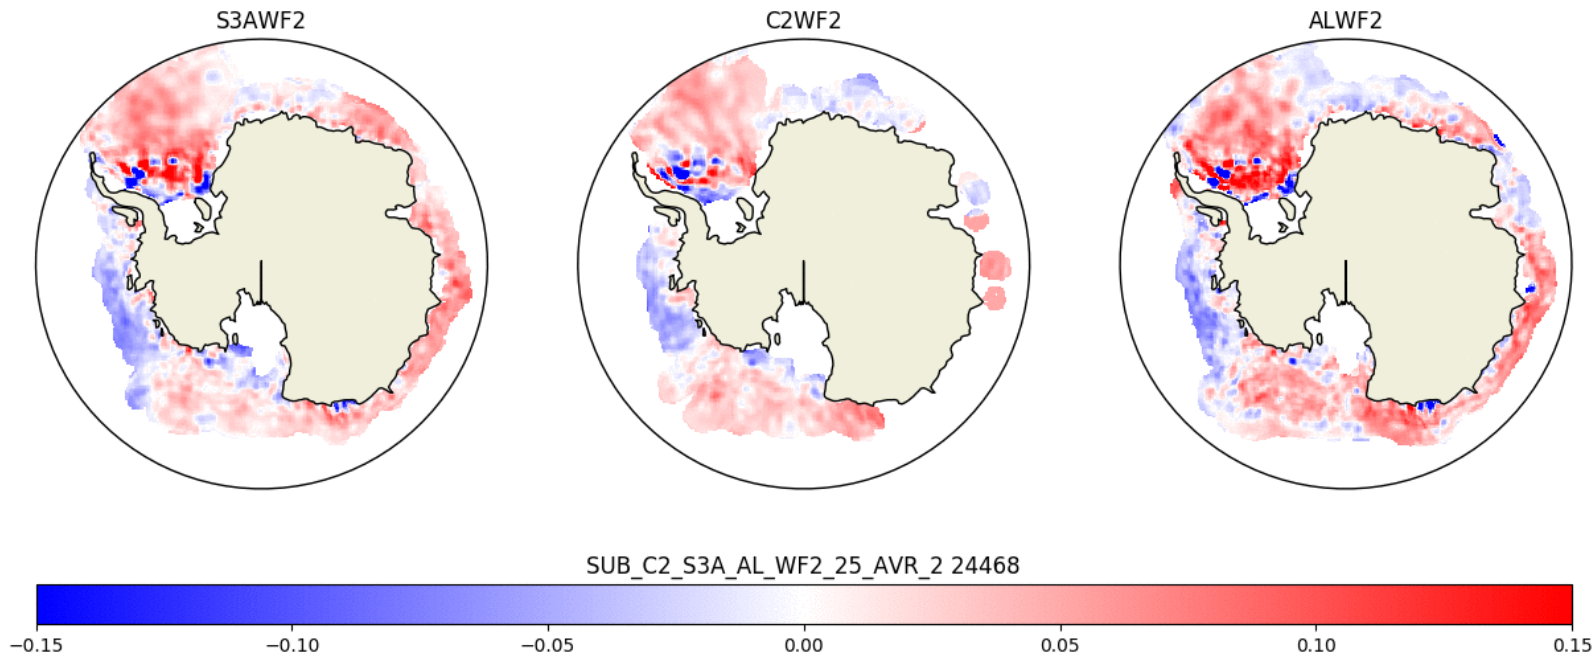 S3AWF2 C2WF2 ALWF2
SUB_C2_S3A_AL_WF2_25_AVR_2 24468
−0.15 −0.10 −0.05 0.00 0.05 0.10 0.15